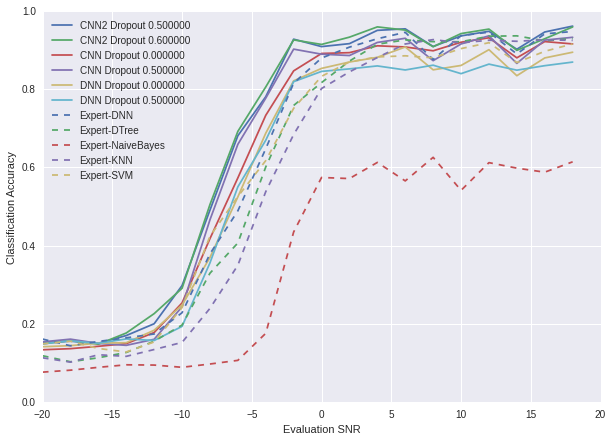 1.0
0.8
0.6
0.4
0.2
0.0
Classification Accuracy
CNN2 Dropout 0.500000
CNN2 Dropout 0.600000
CNN Dropout 0.000000
CNN Dropout 0.500000
DNN Dropout 0.000000
DNN Dropout 0.500000
Expert-DNN
Expert-DTree
Expert-NaiveBayes
Expert-KNN
Expert-SVM
−20 −15 −10 −5 0 5 10 15 20
Evaluation SNR